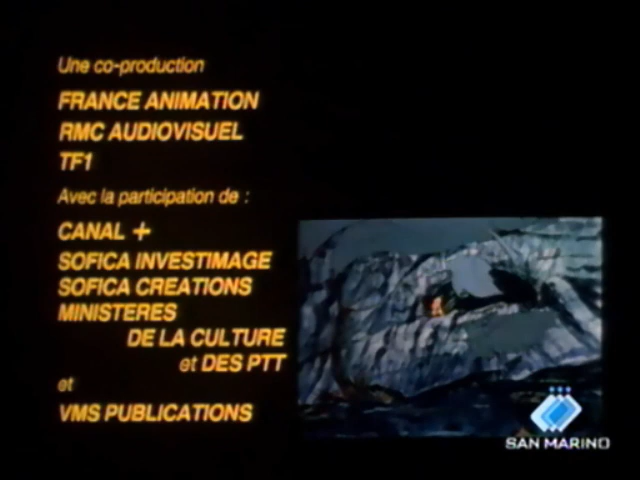 Une co-production
FRANCE ANIMATION
RMC AUDIOVISUEL
TF1
Avec la participation de :
CANAL +
SOFICA INVESTIMAGE
SOFICA CREATIONS
MINISTERES
DE LA CULTURE
et DES PTT
et
VMS PUBLICATIONS
SAN MARINO